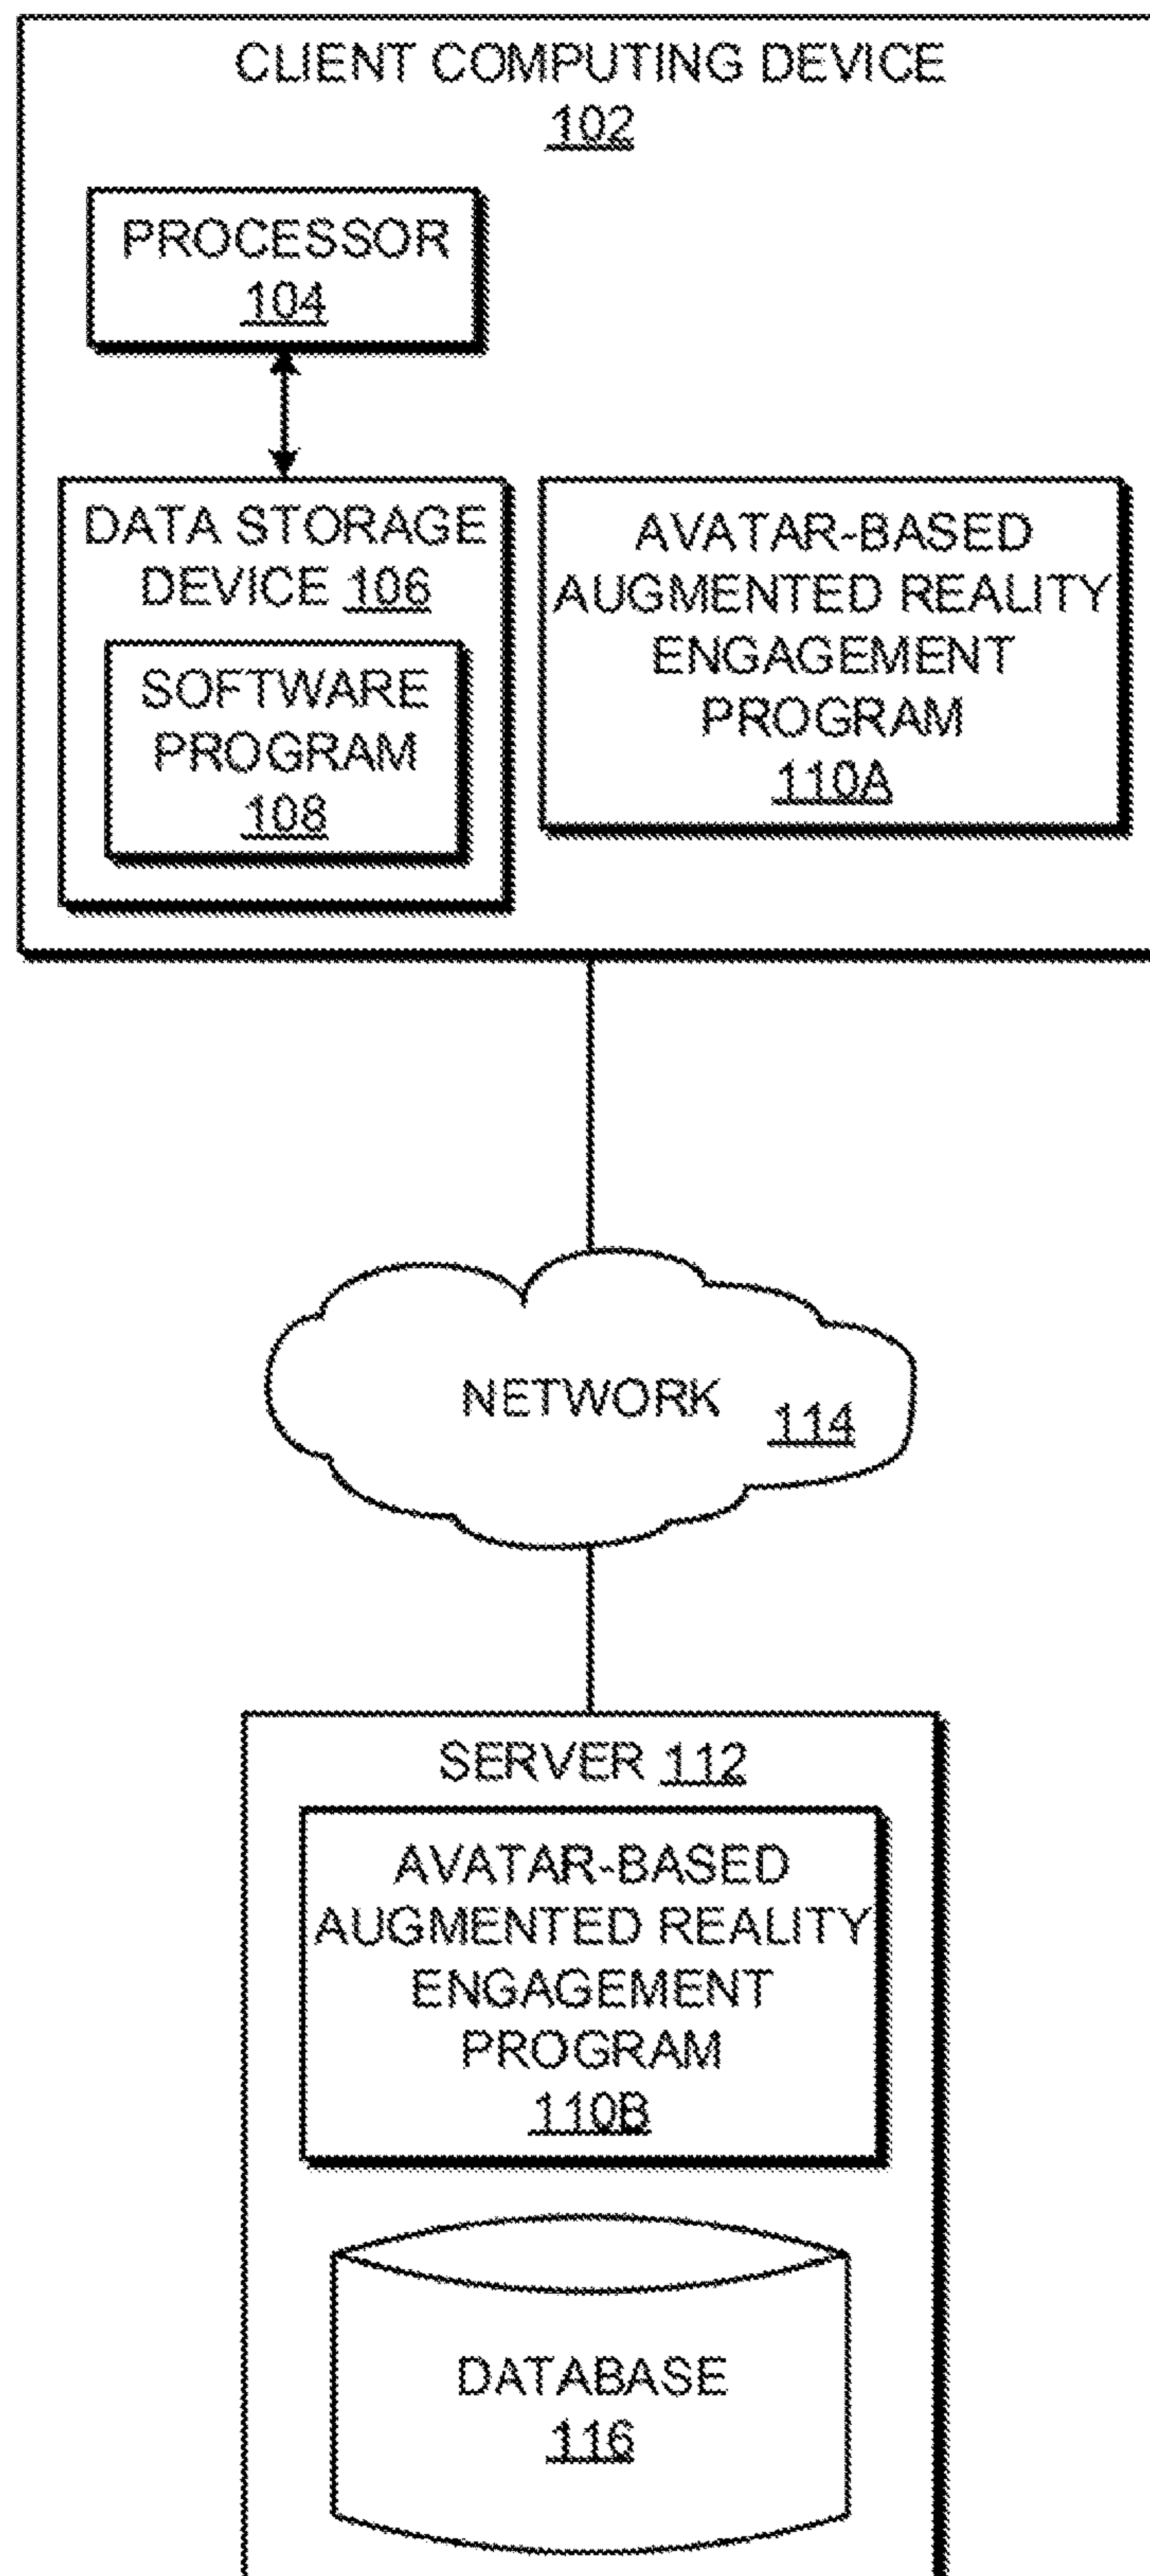 CLIENT COMPUTING DEVICE
102
PROCESSOR
104
DATA STORAGE
DEVICE 106
SOFTWARE
PROGRAM
108
AVATAR-BASED
AUGMENTED REALITY
ENGAGEMENT
PROGRAM
110A
NETWORK 114
SERVER 112
AVATAR-BASED
AUGMENTED REALITY
ENGAGEMENT
PROGRAM
110B
DATABASE
116